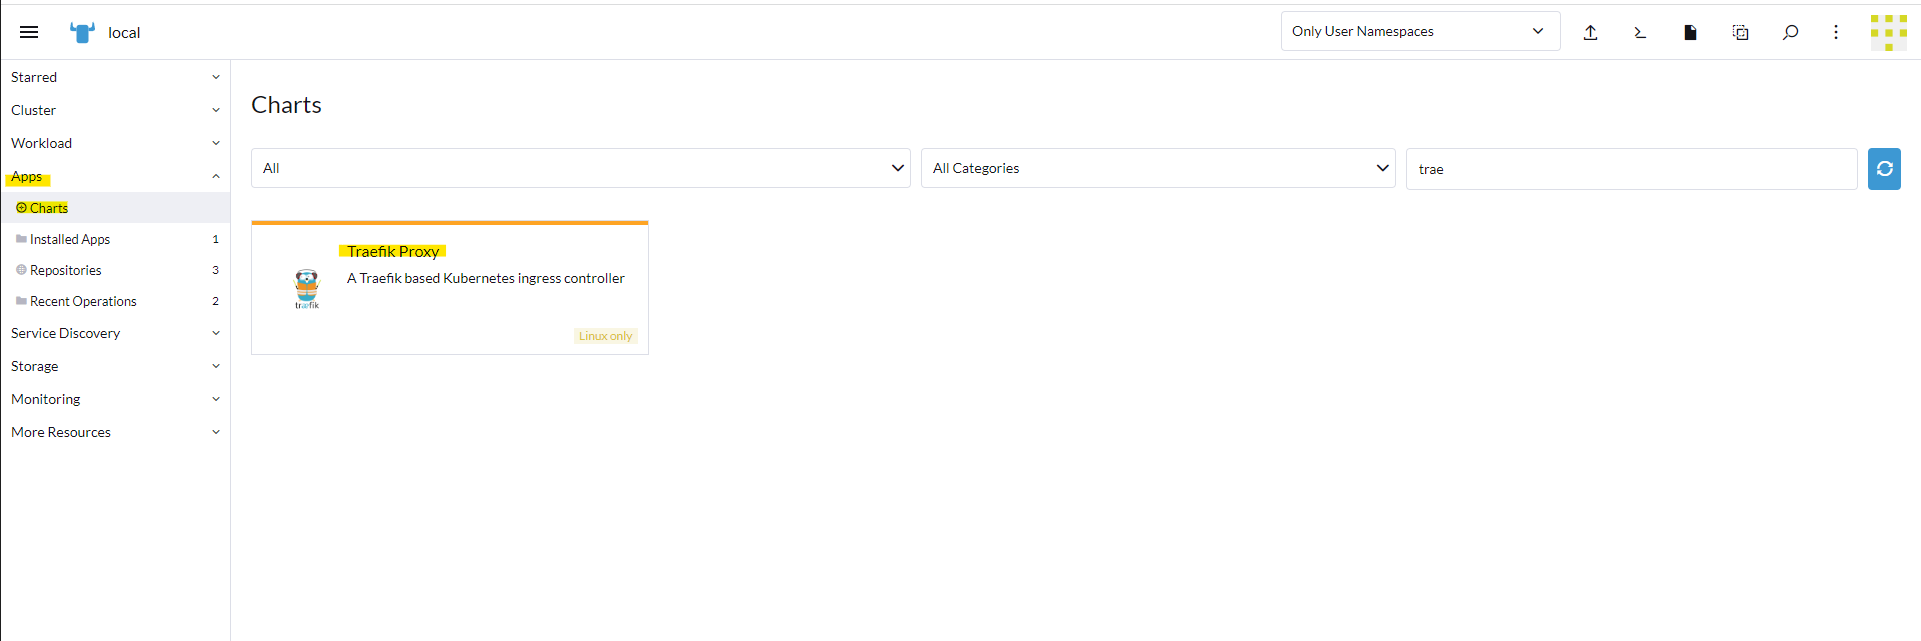 local
Only User Namespaces
Starred
Cluster
Workload
Apps
Charts
Installed Apps 1
Repositories 3
Recent Operations 2
Service Discovery
Storage
Monitoring
More Resources
Charts
All
All Categories
trae
Traefik Proxy
A Traefik based Kubernetes ingress controller
træfik
Linux only